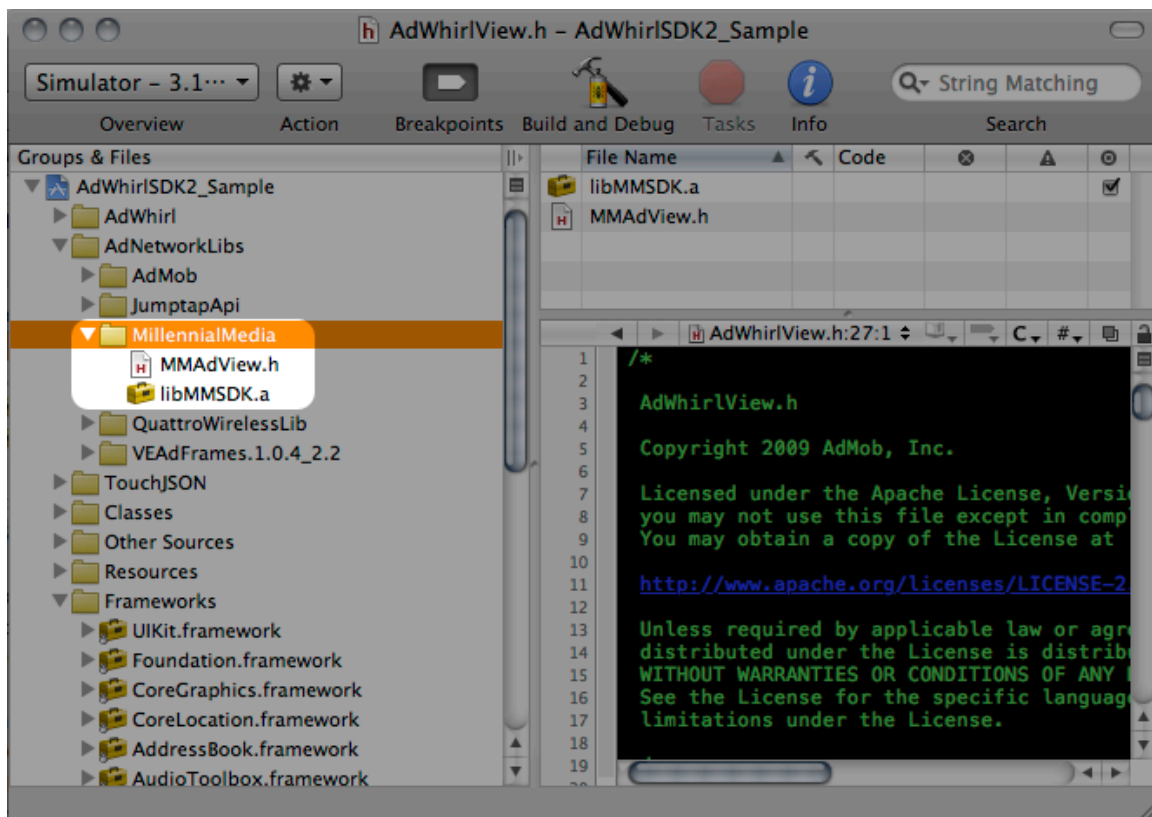 AdWhirlView.h – AdWhirlSDK2_Sample
Simulator – 3.1···
String Matching
Overview
Action
Breakpoints
Build and Debug
Tasks
Info
Search
Groups & Files
AdWhirlSDK2_Sample
AdWhirl
AdNetworkLibs
AdMob
JumptapApi
MillennialMedia
MMAdView.h
libMMSDK.a
QuattroWirelessLib
VEAdFrames.1.0.4_2.2
TouchJSON
Classes
Other Sources
Resources
Frameworks
UIKit.framework
Foundation.framework
CoreGraphics.framework
CoreLocation.framework
AddressBook.framework
AudioToolbox.framework
File Name Code
libMMSDK.a
MMAdView.h
AdWhirlView.h:27:1 C #
1 /*
2
3 AdWhirlView.h
4
5 Copyright 2009 AdMob, Inc.
6
7 Licensed under the Apache License, Versi
8 you may not use this file except in comp
9 You may obtain a copy of the License at
10
11 http://www.apache.org/licenses/LICENSE-2
12
13 Unless required by applicable law or agr
14 distributed under the License is distrib
15 WITHOUT WARRANTIES OR CONDITIONS OF ANY
16 See the License for the specific languag
17 limitations under the License.
18
19